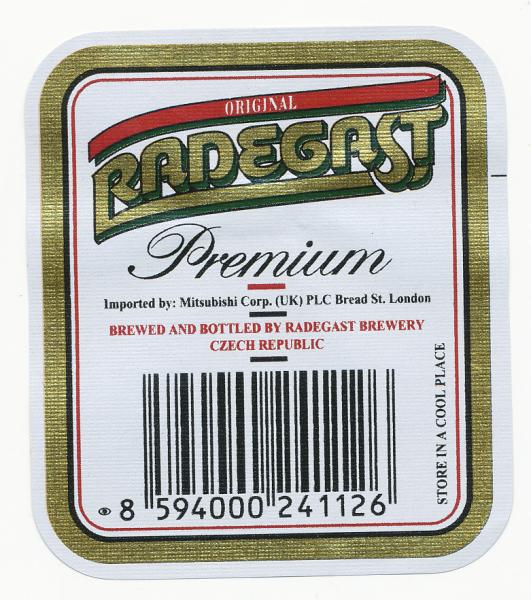 ORIGINAL
RADEGAST
Premium
Imported by: Mitsubishi Corp. (UK) PLC Bread St. London
BREWED AND BOTTLED BY RADEGAST BREWERY
CZECH REPUBLIC
STORE IN A COOL PLACE
8 594000 241126